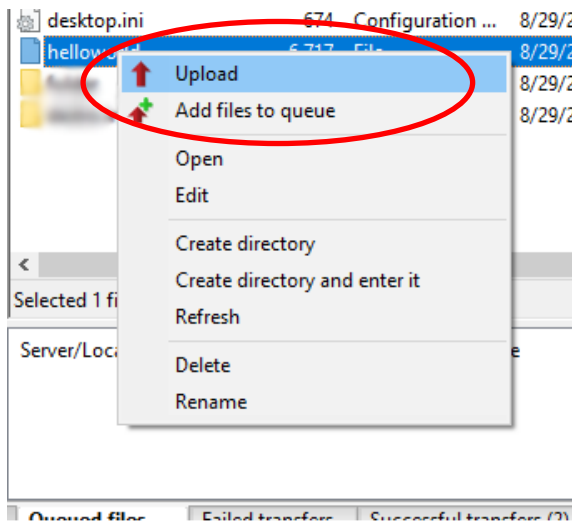 desktop.ini 674 Configuration ... 8/29/2
6,717 File 8/29/2
8/29/2
8/29/2
Upload
Add files to queue
Open
Edit
Create directory
Create directory and enter it
Refresh
Delete
Rename
<
Selected 1 fi
Server/Loca e
Queued files Failed transfers Successful transfers (2)